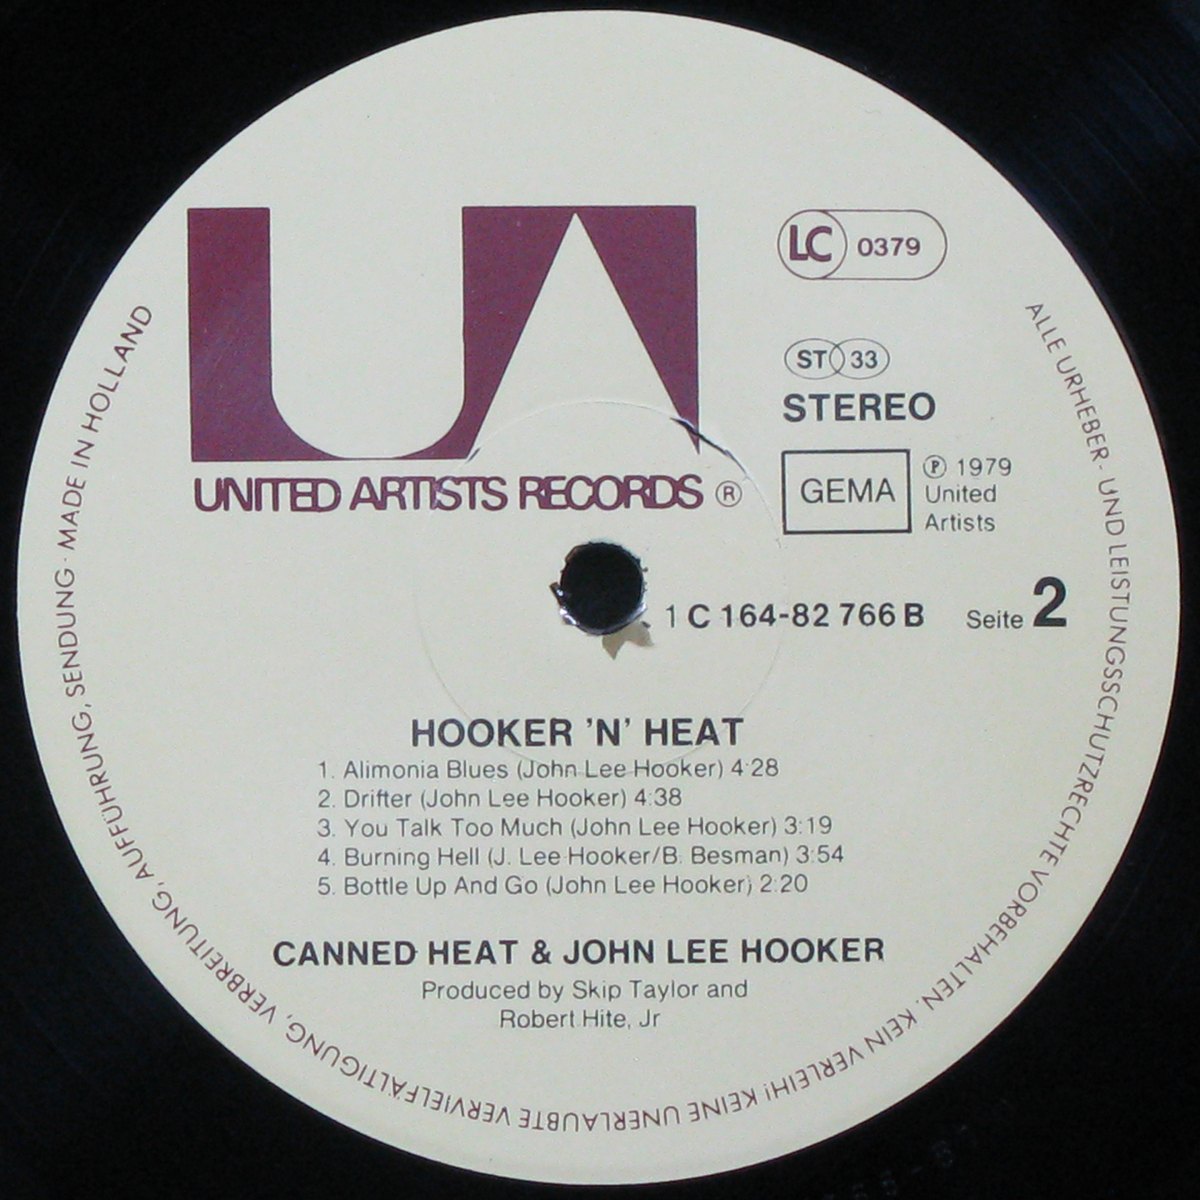 UA
UNITED ARTISTS RECORDS ®
LC 0379
ST 33
STEREO
GEMA
℗ 1979
United
Artists
1 C 164-82 766 B
Seite 2
HOOKER 'N' HEAT
1. Alimonia Blues (John Lee Hooker) 4:28
2. Drifter (John Lee Hooker) 4:38
3. You Talk Too Much (John Lee Hooker) 3:19
4. Burning Hell (J. Lee Hooker/B. Besman) 3:54
5. Bottle Up And Go (John Lee Hooker) 2:20
CANNED HEAT & JOHN LEE HOOKER
Produced by Skip Taylor and
Robert Hite, Jr
ALLE URHEBER- UND LEISTUNGSSCHUTZRECHTE VORBEHALTEN. KEIN VERLEIH! KEINE UNERLAUBTE VERVIELFÄLTIGUNG, VERBREITUNG, AUFFÜHRUNG, SENDUNG · MADE IN HOLLAND